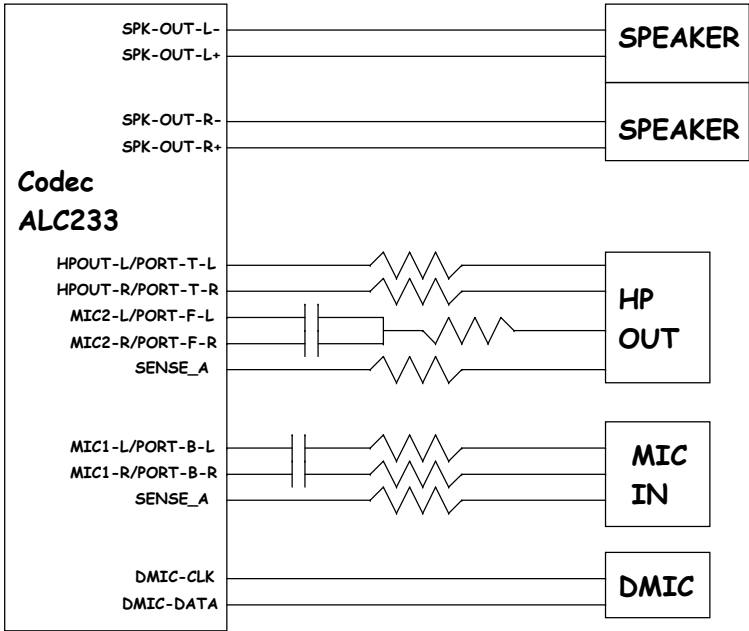 SPK-OUT-L-
SPK-OUT-L+
SPEAKER
SPK-OUT-R-
SPK-OUT-R+
SPEAKER
Codec
ALC233
HPOUT-L/PORT-T-L
HPOUT-R/PORT-T-R
MIC2-L/PORT-F-L
MIC2-R/PORT-F-R
SENSE_A
HP
OUT
MIC1-L/PORT-B-L
MIC1-R/PORT-B-R
SENSE_A
MIC
IN
DMIC-CLK
DMIC-DATA
DMIC